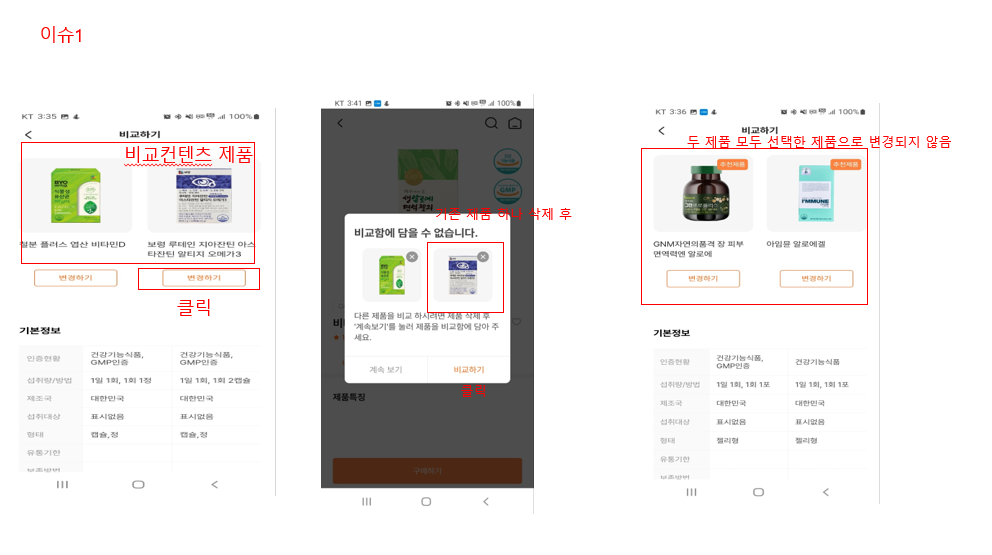 이슈1
KT 3:35
100%
비교하기
비교컨텐츠 제품
철분 플러스 엽산 비타민D
보령 루테인 지아잔틴 아스
타잔틴 알티지 오메가3
변경하기
변경하기
클릭
기본정보
인증현황
건강기능식품,
GMP인증
건강기능식품,
GMP인증
섭취량/방법
1일 1회, 1회 1정
1일 1회, 1회 2캡슐
제조국
대한민국
대한민국
섭취대상
표시없음
표시없음
형태
캡슐,정
캡슐,정
유통기한
보존방법
KT 3:41
100%
GMP
기존 제품 하나 삭제 후
비교함에 담을 수 없습니다.
다른 제품을 비교 하시려면 제품 삭제 후
'계속보기'를 눌러 제품을 비교함에 담아 주
세요.
계속 보기
비교하기
클릭
제품특징
구매하기
KT 3:36
100%
비교하기
두 제품 모두 선택한 제품으로 변경되지 않음
추천제품
추천제품
GNM자연의품격 장 피부
면역력엔 알로에
아임뮨 알로에겔
변경하기
변경하기
기본정보
인증현황
건강기능식품,
GMP인증
건강기능식품
섭취량/방법
1일 1회, 1회 1포
1일 1회, 1회 1포
제조국
대한민국
대한민국
섭취대상
표시없음
표시없음
형태
젤리형
젤리형
유통기한